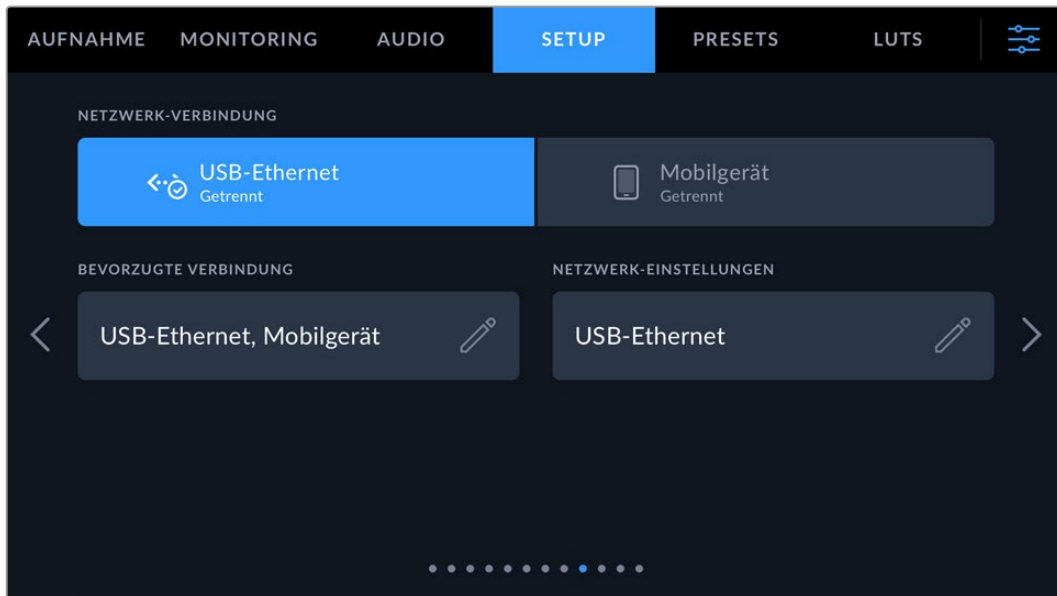 AUFNAHME MONITORING AUDIO SETUP PRESETS LUTS
NETZWERK-VERBINDUNG
USB-Ethernet
Getrennt
Mobilgerät
Getrennt
BEVORZUGTE VERBINDUNG
USB-Ethernet, Mobilgerät
NETZWERK-EINSTELLUNGEN
USB-Ethernet